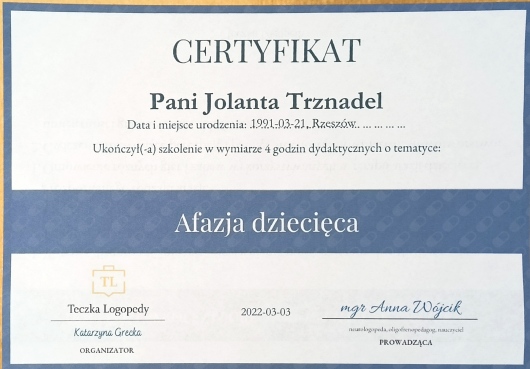 CERTYFIKAT
Pani Jolanta Trznadel
Data i miejsce urodzenia: 1991-03-21, Rzeszów.. ... ... ... ...
Ukończył(-a) szkolenie w wymiarze 4 godzin dydaktycznych o tematyce:
Afazja dziecięca
TL
Teczka Logopedy
Katarzyna Grecka
ORGANIZATOR
2022-03-03
mgr Anna Wójcik
neurologopeda, oligofrenopedagog, nauczyciel
PROWADZĄCA